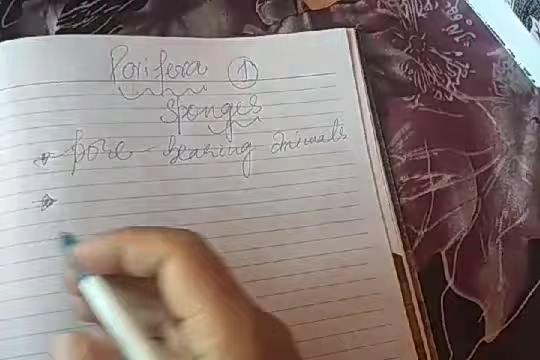 Porifera ①
Sponges
→ Pore - bearing animals
→